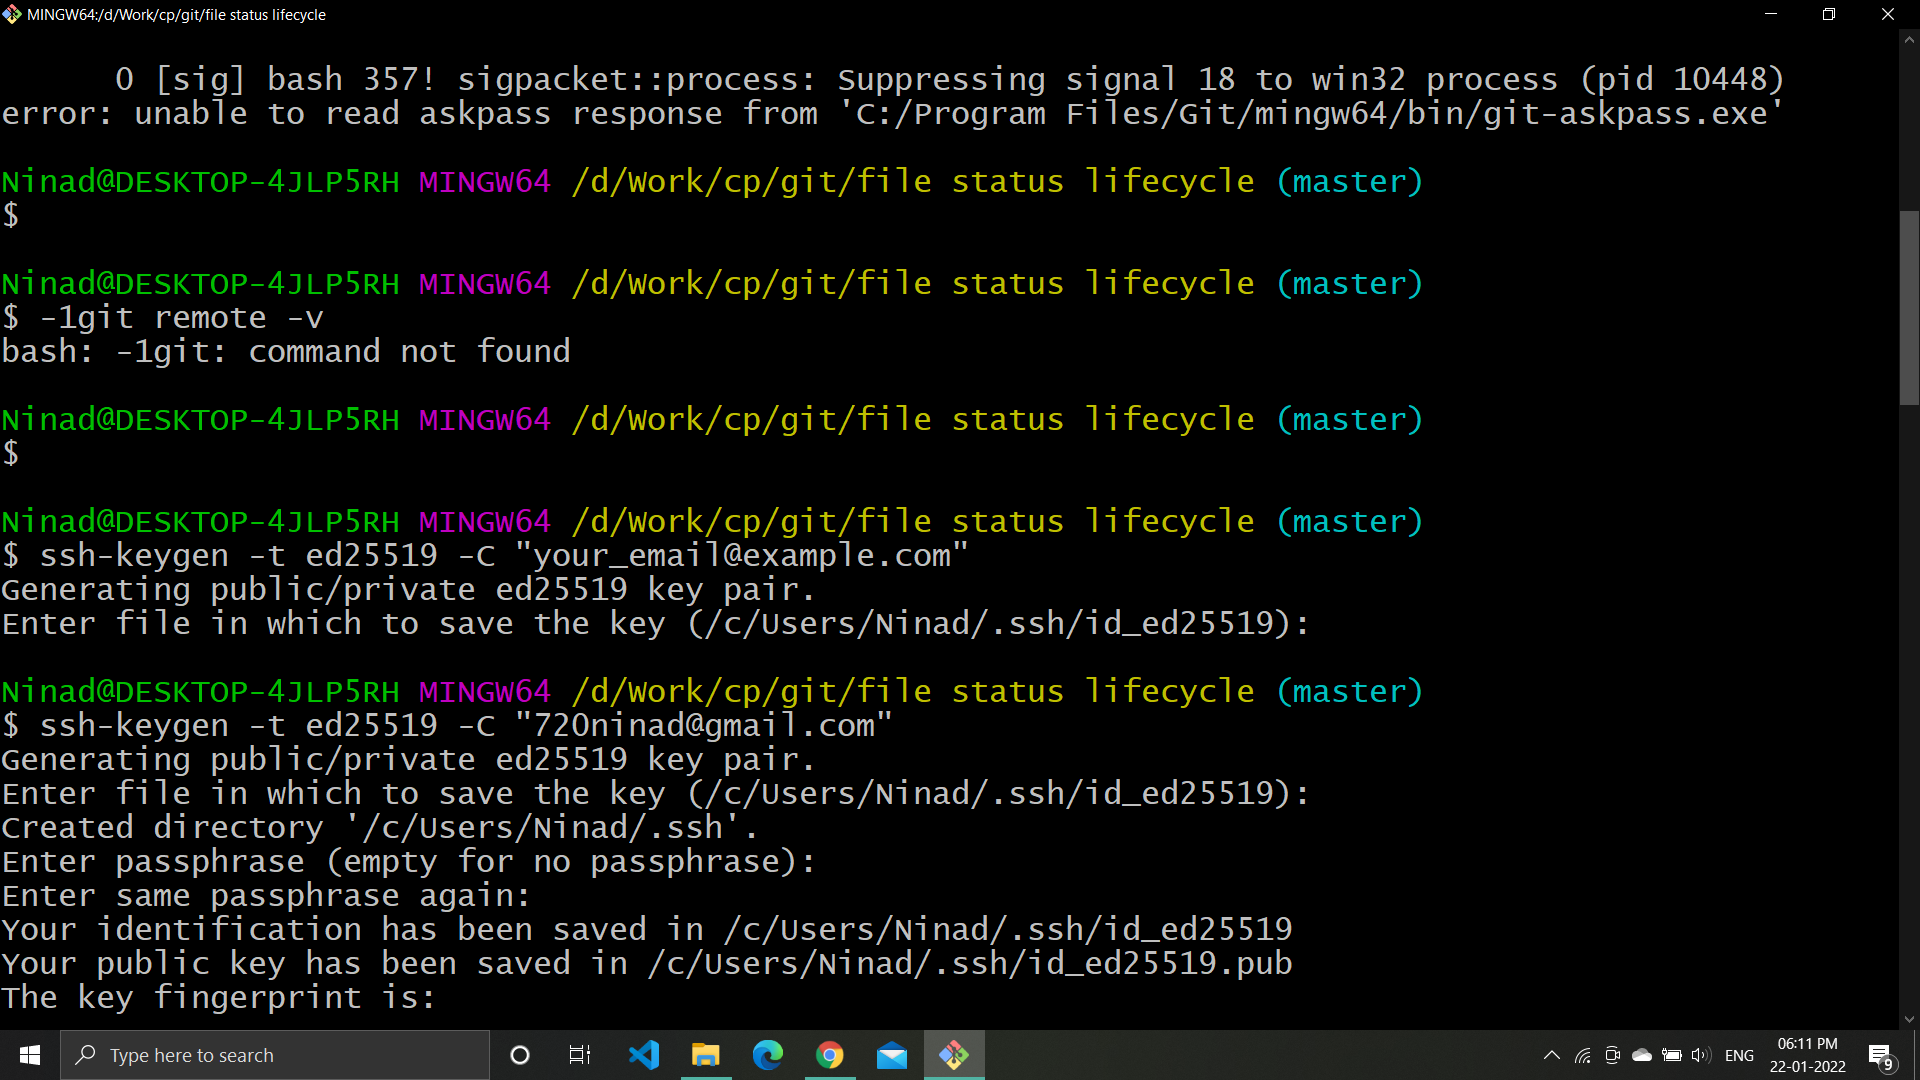 MINGW64:/d/Work/cp/git/file status lifecycle
0 [sig] bash 357! sigpacket::process: Suppressing signal 18 to win32 process (pid 10448)
error: unable to read askpass response from 'C:/Program Files/Git/mingw64/bin/git-askpass.exe'
Ninad@DESKTOP-4JLP5RH MINGW64 /d/Work/cp/git/file status lifecycle (master)
$
Ninad@DESKTOP-4JLP5RH MINGW64 /d/Work/cp/git/file status lifecycle (master)
$ -1git remote -v
bash: -1git: command not found
Ninad@DESKTOP-4JLP5RH MINGW64 /d/Work/cp/git/file status lifecycle (master)
$
Ninad@DESKTOP-4JLP5RH MINGW64 /d/Work/cp/git/file status lifecycle (master)
$ ssh-keygen -t ed25519 -C "your_email@example.com"
Generating public/private ed25519 key pair.
Enter file in which to save the key (/c/Users/Ninad/.ssh/id_ed25519):
Ninad@DESKTOP-4JLP5RH MINGW64 /d/Work/cp/git/file status lifecycle (master)
$ ssh-keygen -t ed25519 -C "720ninad@gmail.com"
Generating public/private ed25519 key pair.
Enter file in which to save the key (/c/Users/Ninad/.ssh/id_ed25519):
Created directory '/c/Users/Ninad/.ssh'.
Enter passphrase (empty for no passphrase):
Enter same passphrase again:
Your identification has been saved in /c/Users/Ninad/.ssh/id_ed25519
Your public key has been saved in /c/Users/Ninad/.ssh/id_ed25519.pub
The key fingerprint is:
Type here to search
ENG
06:11 PM
22-01-2022
9